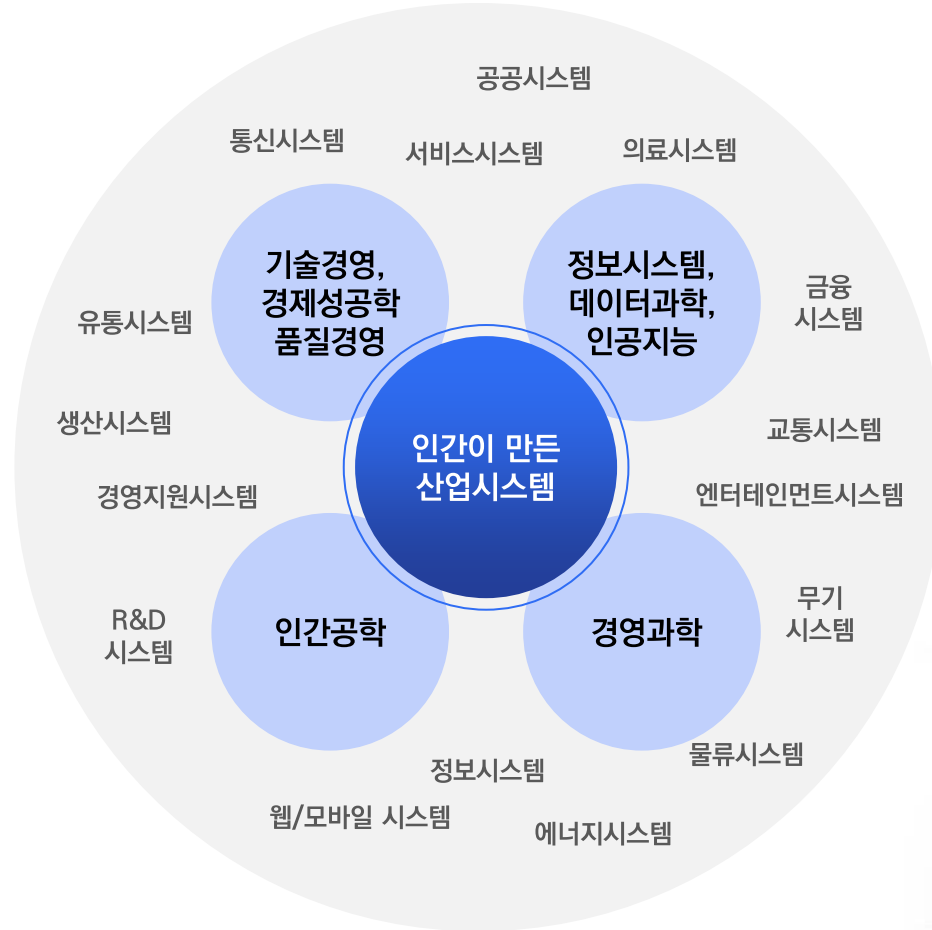 공공시스템
통신시스템
서비스시스템
의료시스템
기술경영,
경제성공학
품질경영
정보시스템,
데이터과학,
인공지능
금융
시스템
유통시스템
생산시스템
교통시스템
인간이 만든
산업시스템
경영지원시스템
엔터테인먼트시스템
R&D
시스템
인간공학
경영과학
무기
시스템
정보시스템
물류시스템
웹/모바일 시스템
에너지시스템